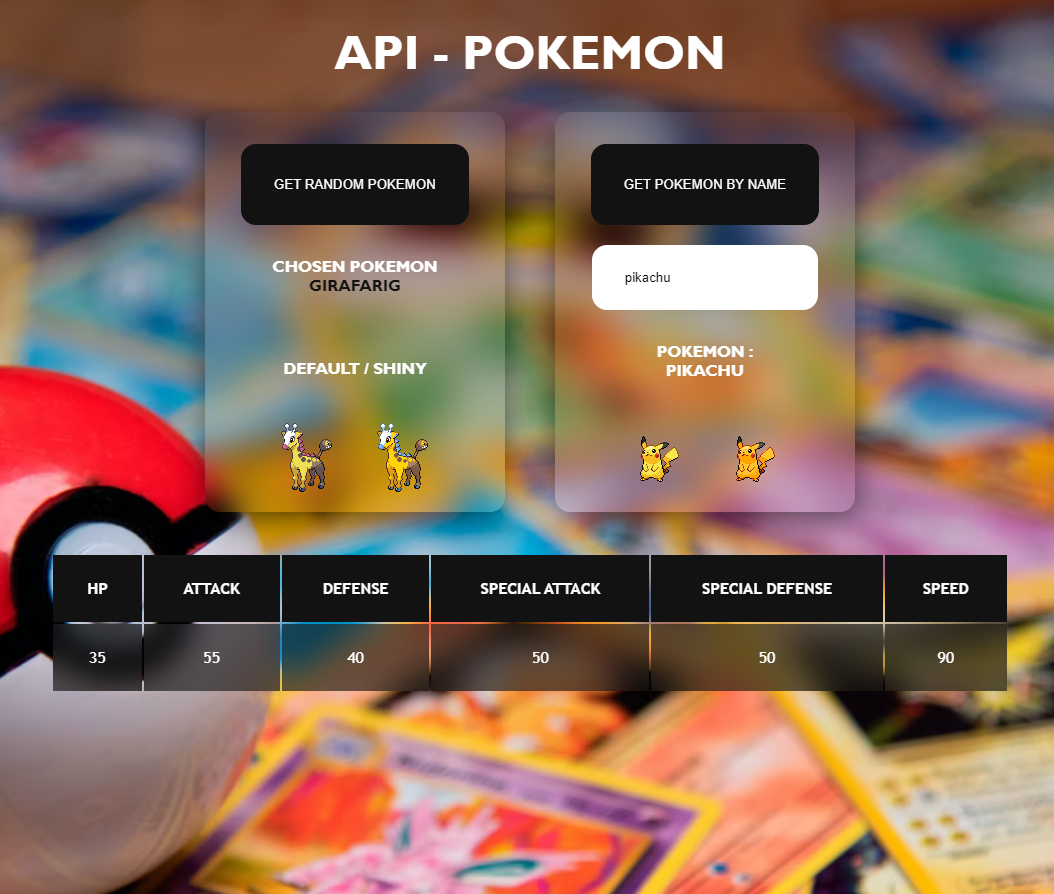 API - POKEMON
GET RANDOM POKEMON
CHOSEN POKEMON
GIRAFARIG
DEFAULT / SHINY
GET POKEMON BY NAME
pikachu
POKEMON :
PIKACHU
HP ATTACK DEFENSE SPECIAL ATTACK SPECIAL DEFENSE SPEED
35 55 40 50 50 90